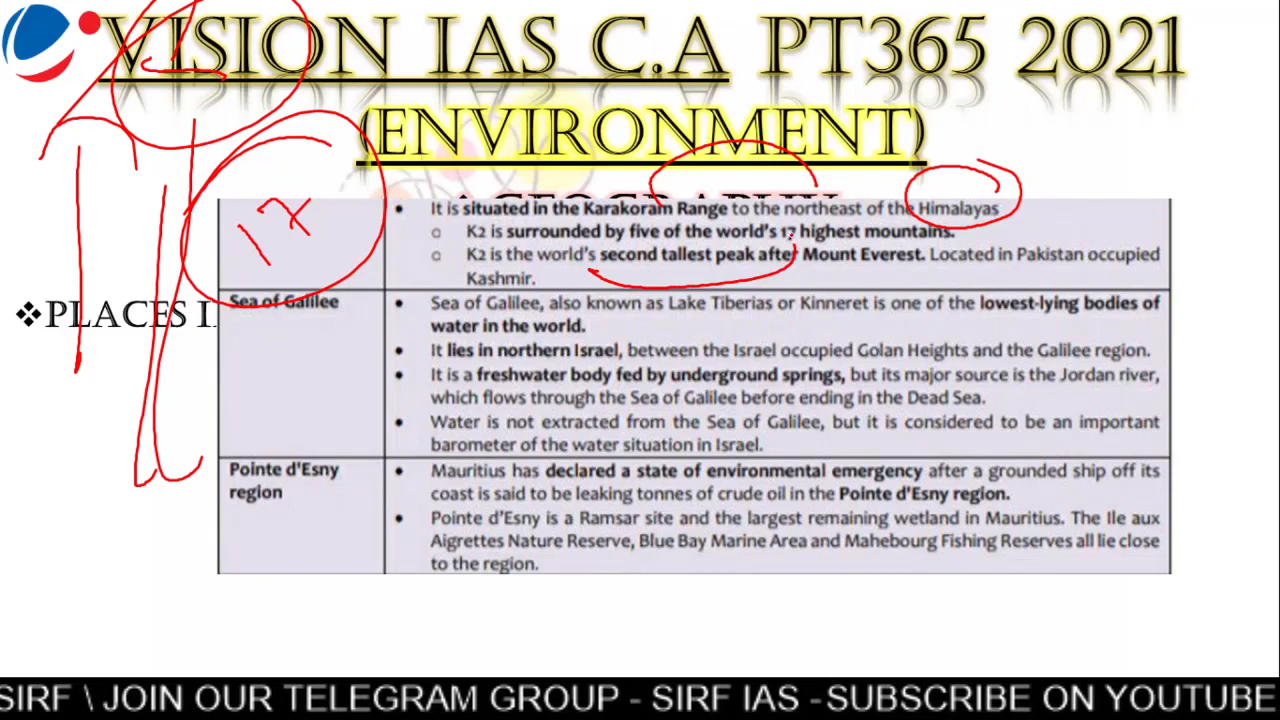 VISION IAS C.A PT365 2021
(ENVIRONMENT)
GEOGRAPHY
• It is situated in the Karakoram Range to the northeast of the Himalayas
o K2 is surrounded by five of the world's 17 highest mountains.
o K2 is the world's second tallest peak after Mount Everest. Located in Pakistan occupied
Kashmir.
17
❖PLACES I
Sea of Galilee
• Sea of Galilee, also known as Lake Tiberias or Kinneret is one of the lowest-lying bodies of
water in the world.
• It lies in northern Israel, between the Israel occupied Golan Heights and the Galilee region.
• It is a freshwater body fed by underground springs, but its major source is the Jordan river,
which flows through the Sea of Galilee before ending in the Dead Sea.
• Water is not extracted from the Sea of Galilee, but it is considered to be an important
barometer of the water situation in Israel.
Pointe d'Esny
region
• Mauritius has declared a state of environmental emergency after a grounded ship off its
coast is said to be leaking tonnes of crude oil in the Pointe d'Esny region.
• Pointe d'Esny is a Ramsar site and the largest remaining wetland in Mauritius. The Ile aux
Aigrettes Nature Reserve, Blue Bay Marine Area and Mahebourg Fishing Reserves all lie close
to the region.
SIRF \ JOIN OUR TELEGRAM GROUP - SIRF IAS -SUBSCRIBE ON YOUTUBE